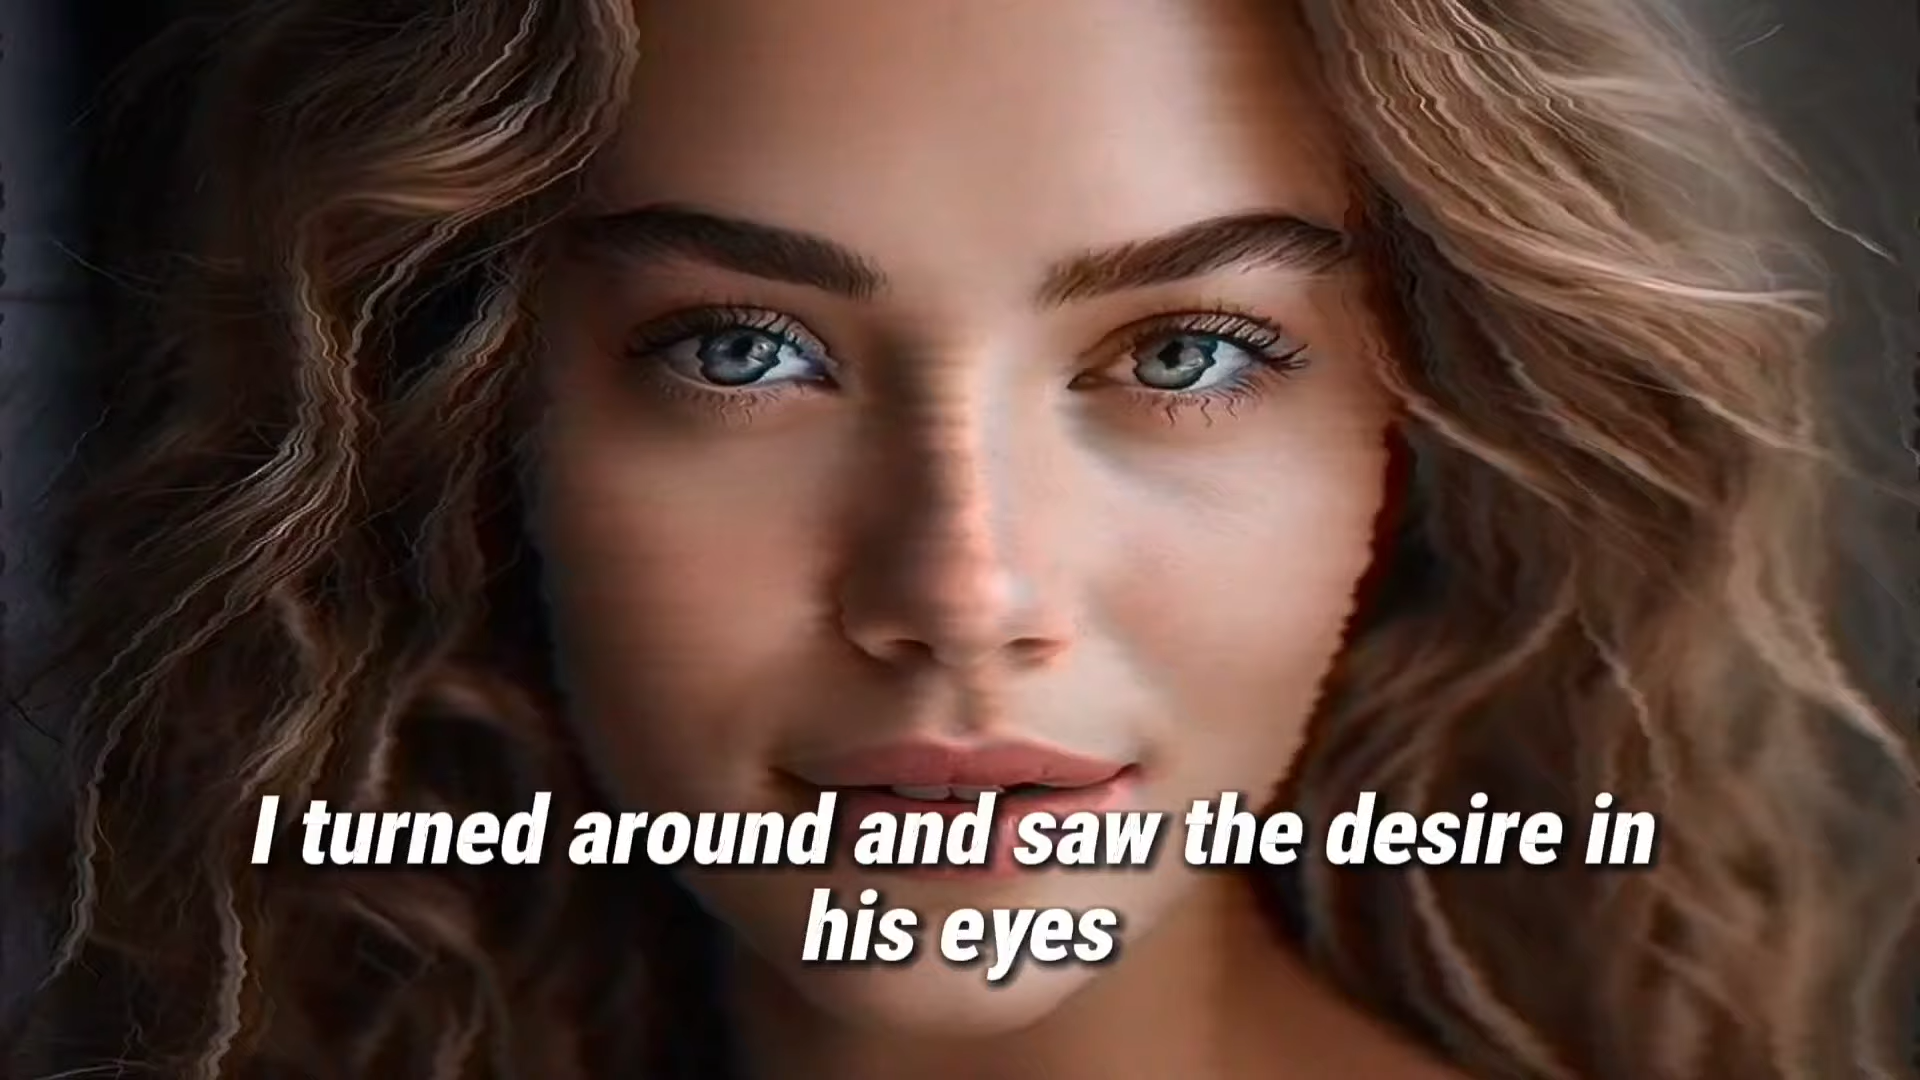 I turned around and saw the desire in
his eyes